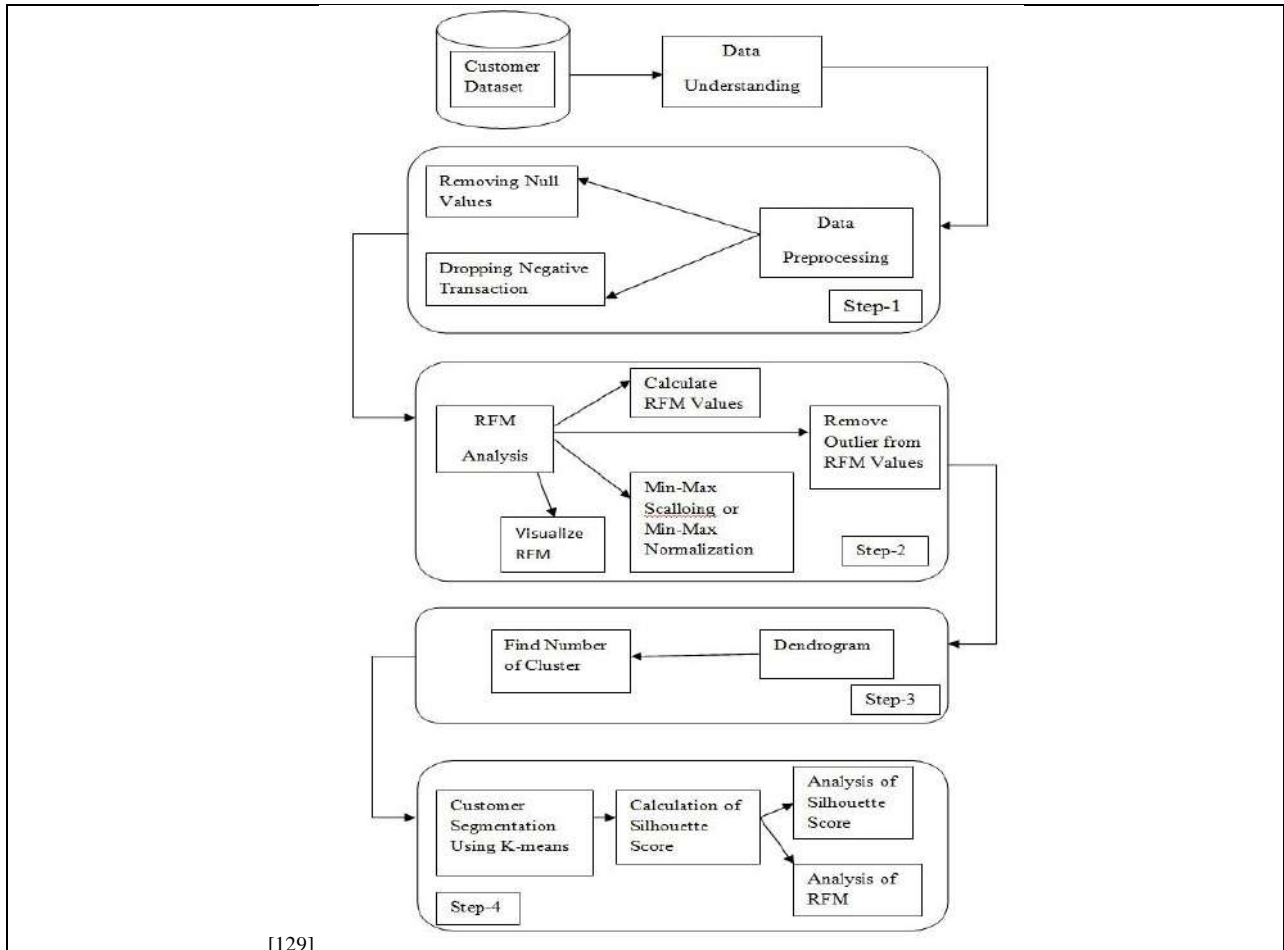 Customer
Dataset
Data
Understanding
Removing Null
Values
Data
Preprocessing
Dropping Negative
Transaction
Step-1
Calculate
RFM Values
RFM
Analysis
Remove
Outlier from
RFM Values
Min-Max
Scalloing or
Min-Max
Normalization
Visualize
RFM
Step-2
Find Number
of Cluster
Dendrogram
Step-3
Customer
Segmentation
Using K-means
Calculation of
Silhouette
Score
Analysis of
Silhouette
Score
Analysis of
RFM
Step-4
[129]